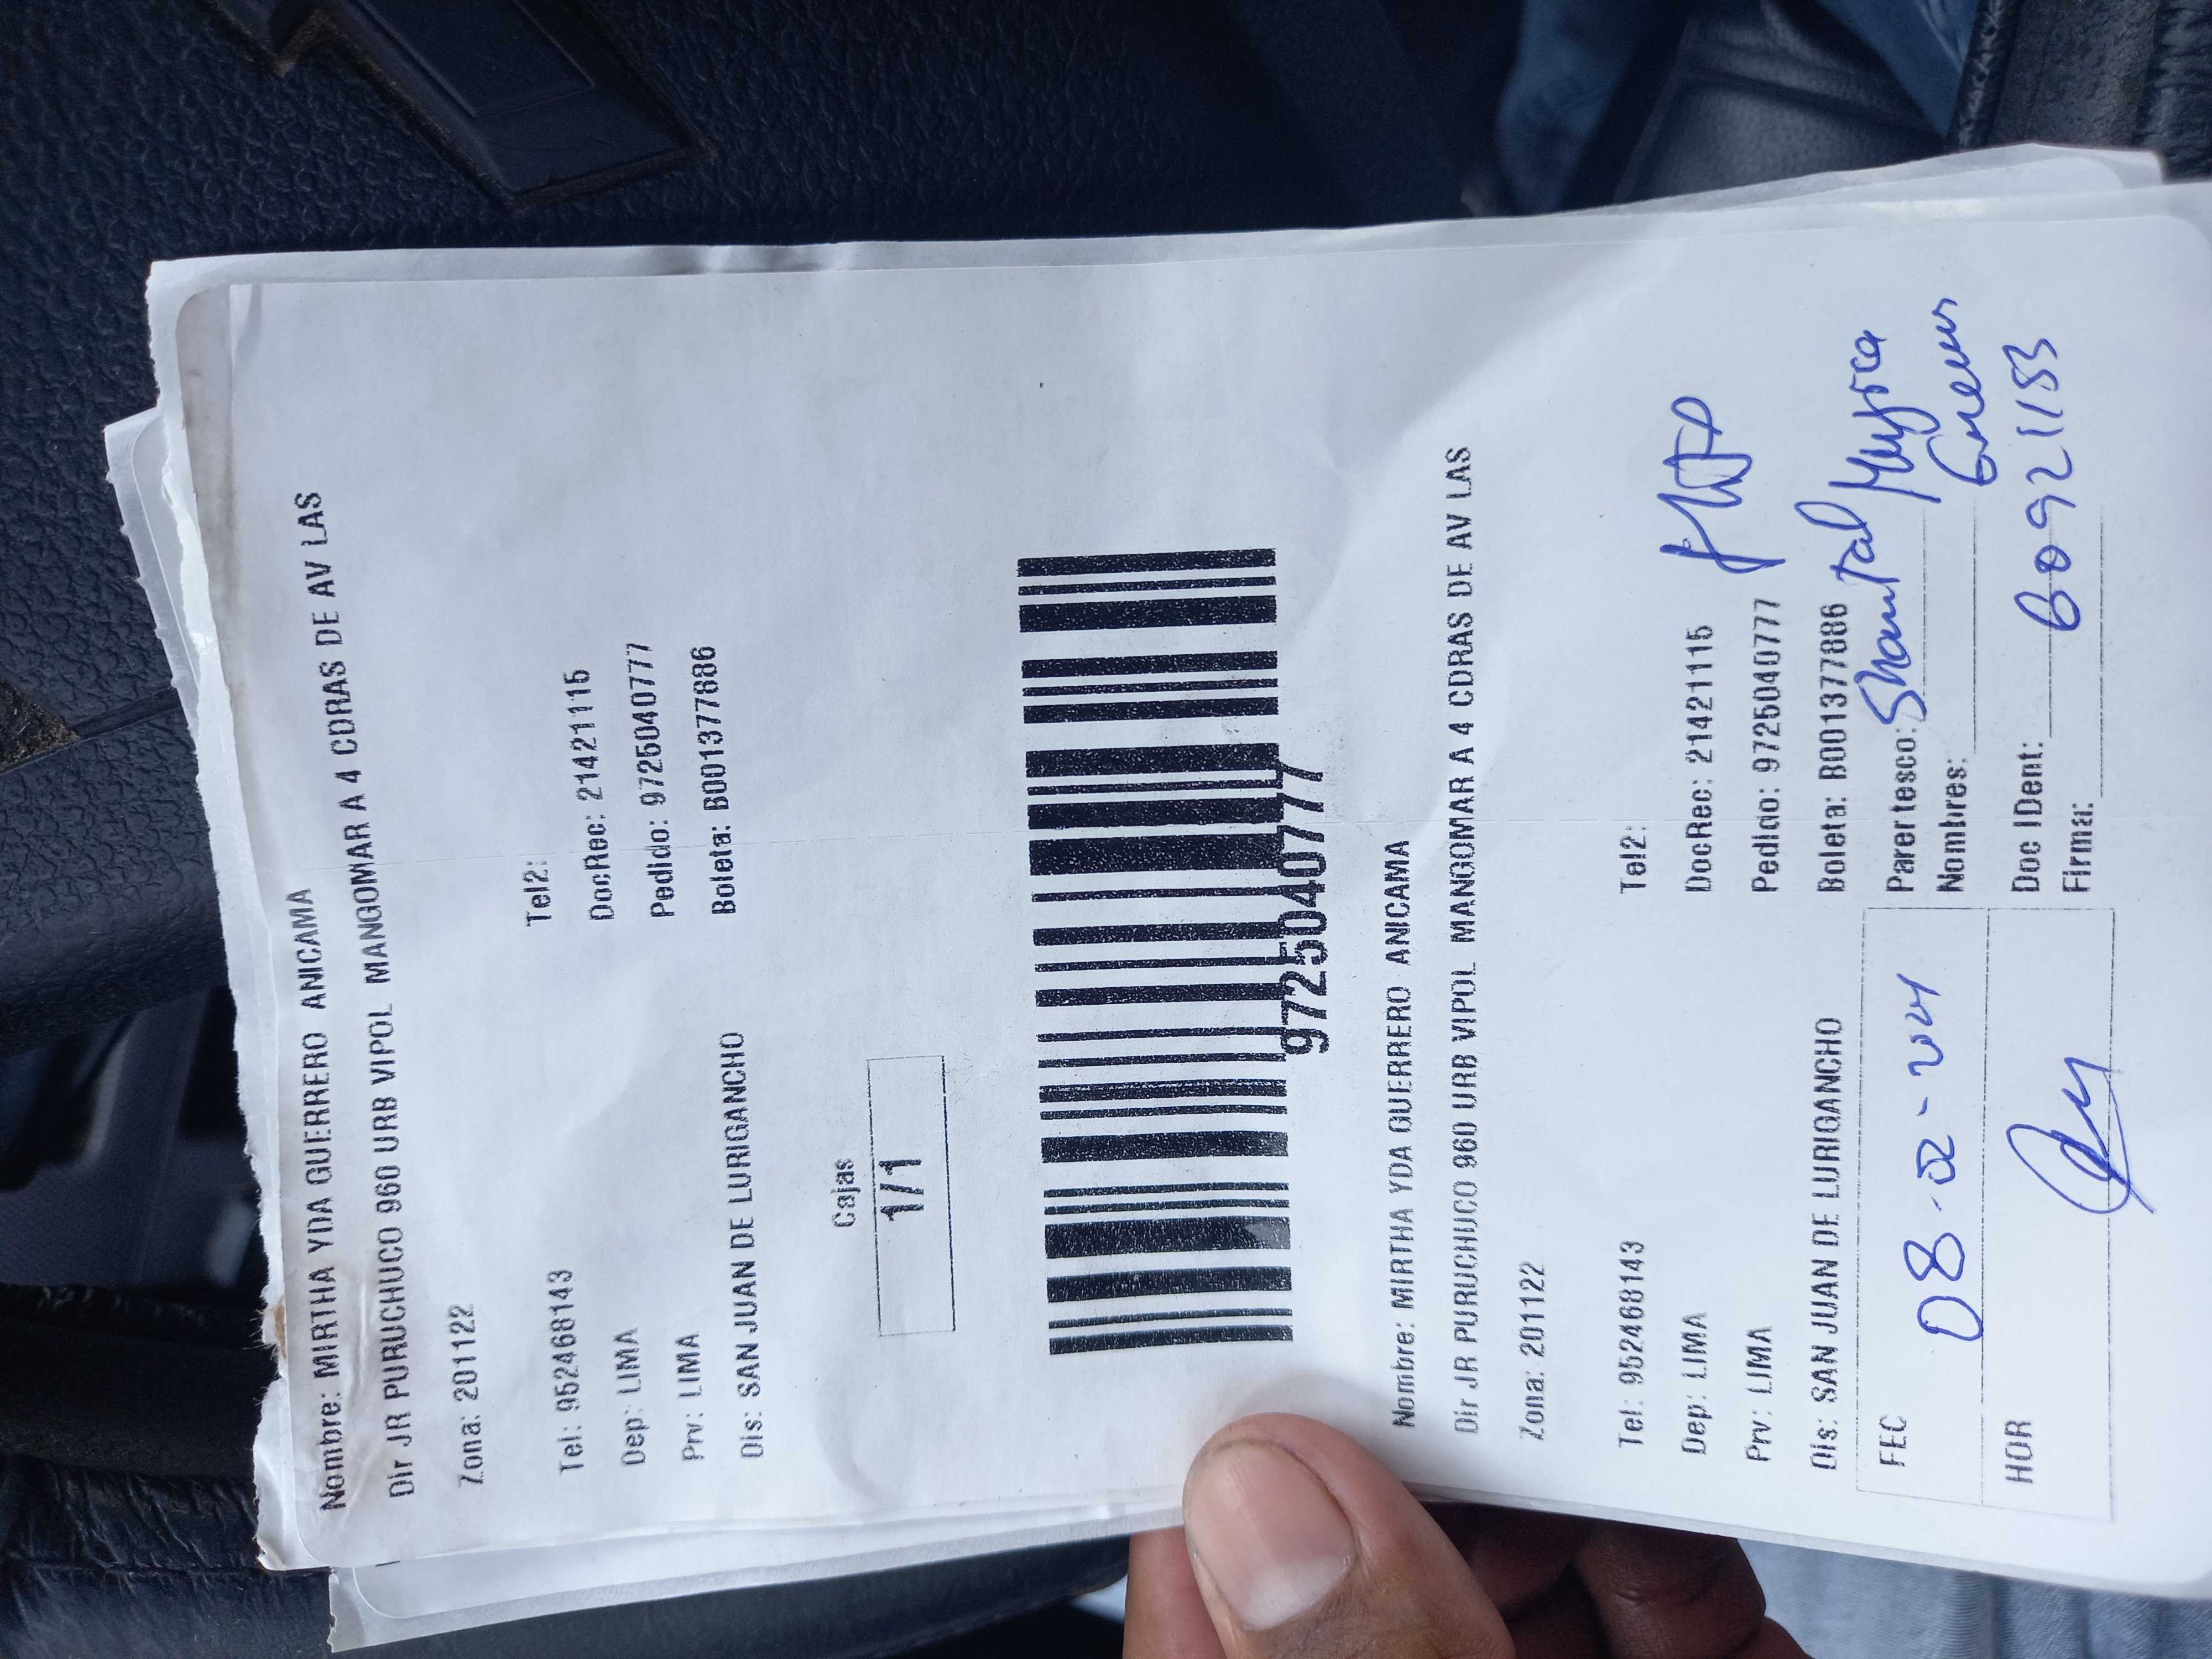 Nombre: MIRTHA YDA GUERRERO ANICAMA
Dir JR PURUCHUCO 960 URB VIPOL MANGOMAR A 4 CDRAS DE AV LAS
Zona: 201122
Tel: 952468143 Tel2:
Dep: LIMA DocRec: 21421115
Prv: LIMA Pedido: 97250407​77
Dis: SAN JUAN DE LURIGANCHO Boleta: B001377886
Cajas
1/1
9725040777
Nombre: MIRTHA YDA GUERRERO ANICAMA
Dir JR PURUCHUCO 960 URB VIPOL MANGOMAR A 4 CDRAS DE AV LAS
Zona: 201122
Tel: 952468143 Tel2:
Dep: LIMA DocRec: 21421115
Prv: LIMA Pedido: 9725040777
Dis: SAN JUAN DE LURIGANCHO Boleta: B001377886
FEC 08-02- Parertesco: Shantal
Nombres:
HOR Doc IDent: 60921153
Firma: